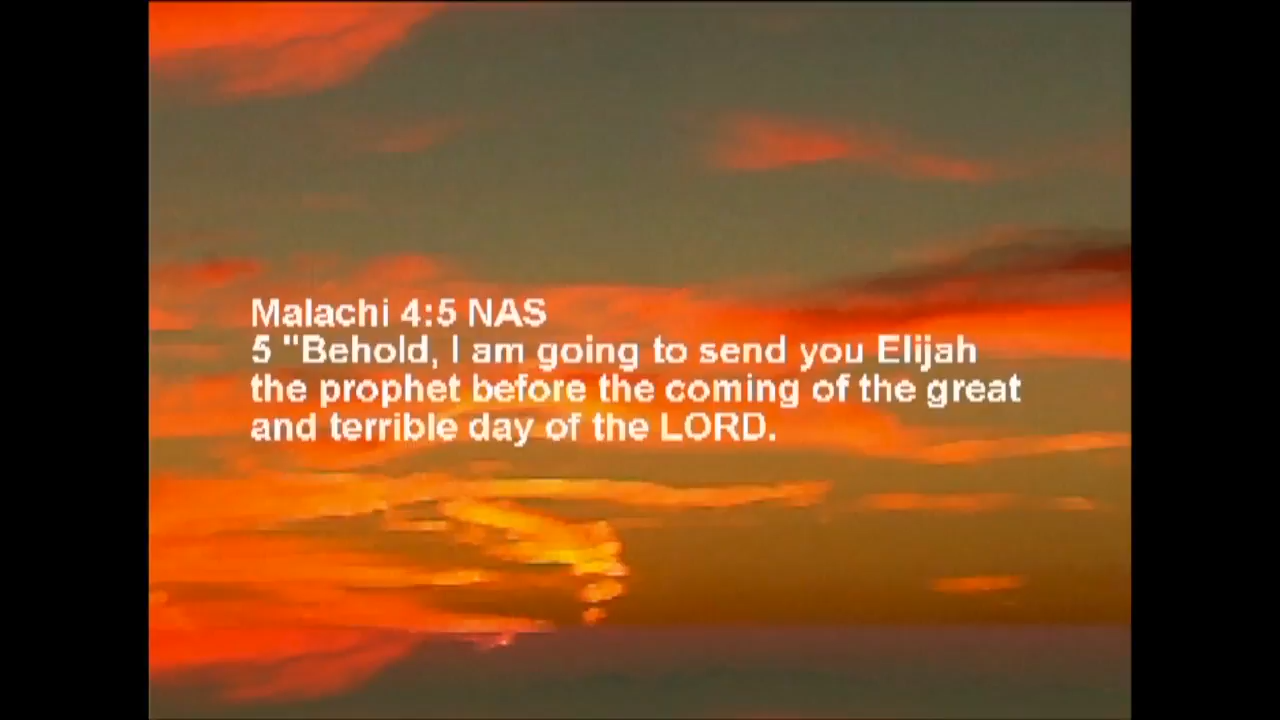 Malachi 4:5 NAS
5 "Behold, I am going to send you Elijah
the prophet before the coming of the great
and terrible day of the LORD.